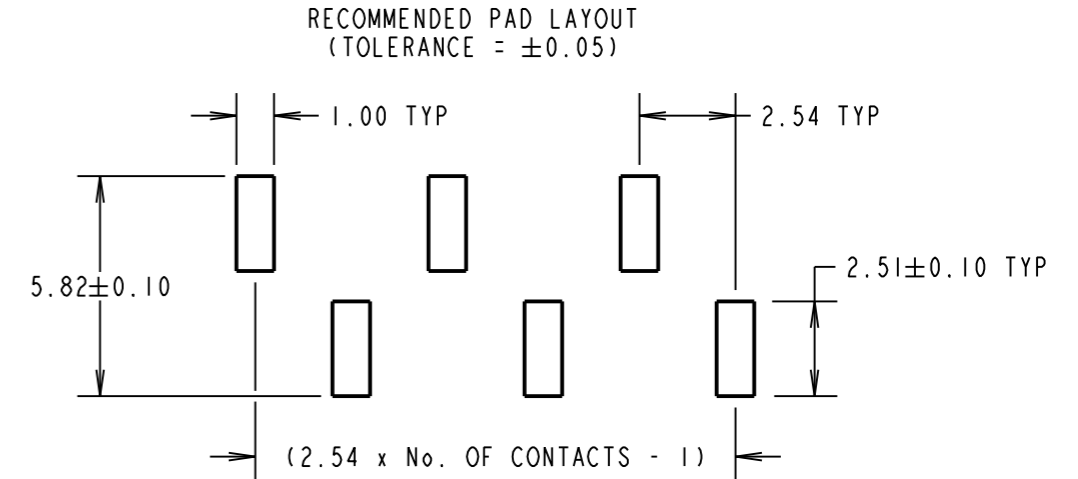 RECOMMENDED PAD LAYOUT
(TOLERANCE = ±0.05)
1.00 TYP
2.54 TYP
5.82±0.10
2.51±0.10 TYP
(2.54 x No. OF CONTACTS - 1)